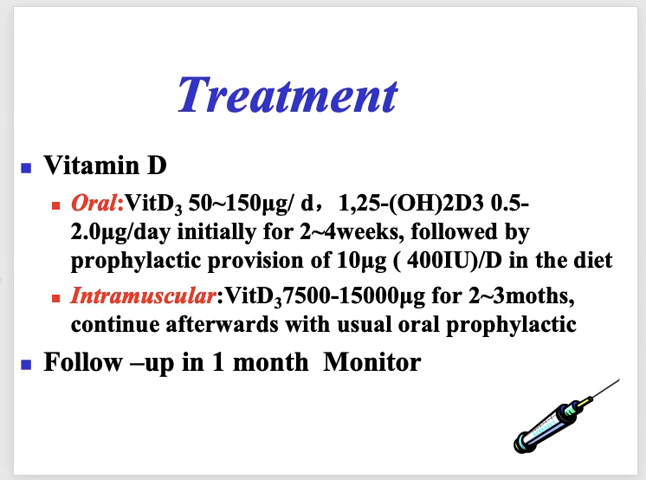 Treatment
Vitamin D
Oral:VitD₃ 50~150μg/ d，1,25-(OH)2D3 0.5-
2.0μg/day initially for 2~4weeks, followed by
prophylactic provision of 10μg ( 400IU)/D in the diet
Intramuscular:VitD₃7500-15000μg for 2~3moths,
continue afterwards with usual oral prophylactic
Follow –up in 1 month  Monitor